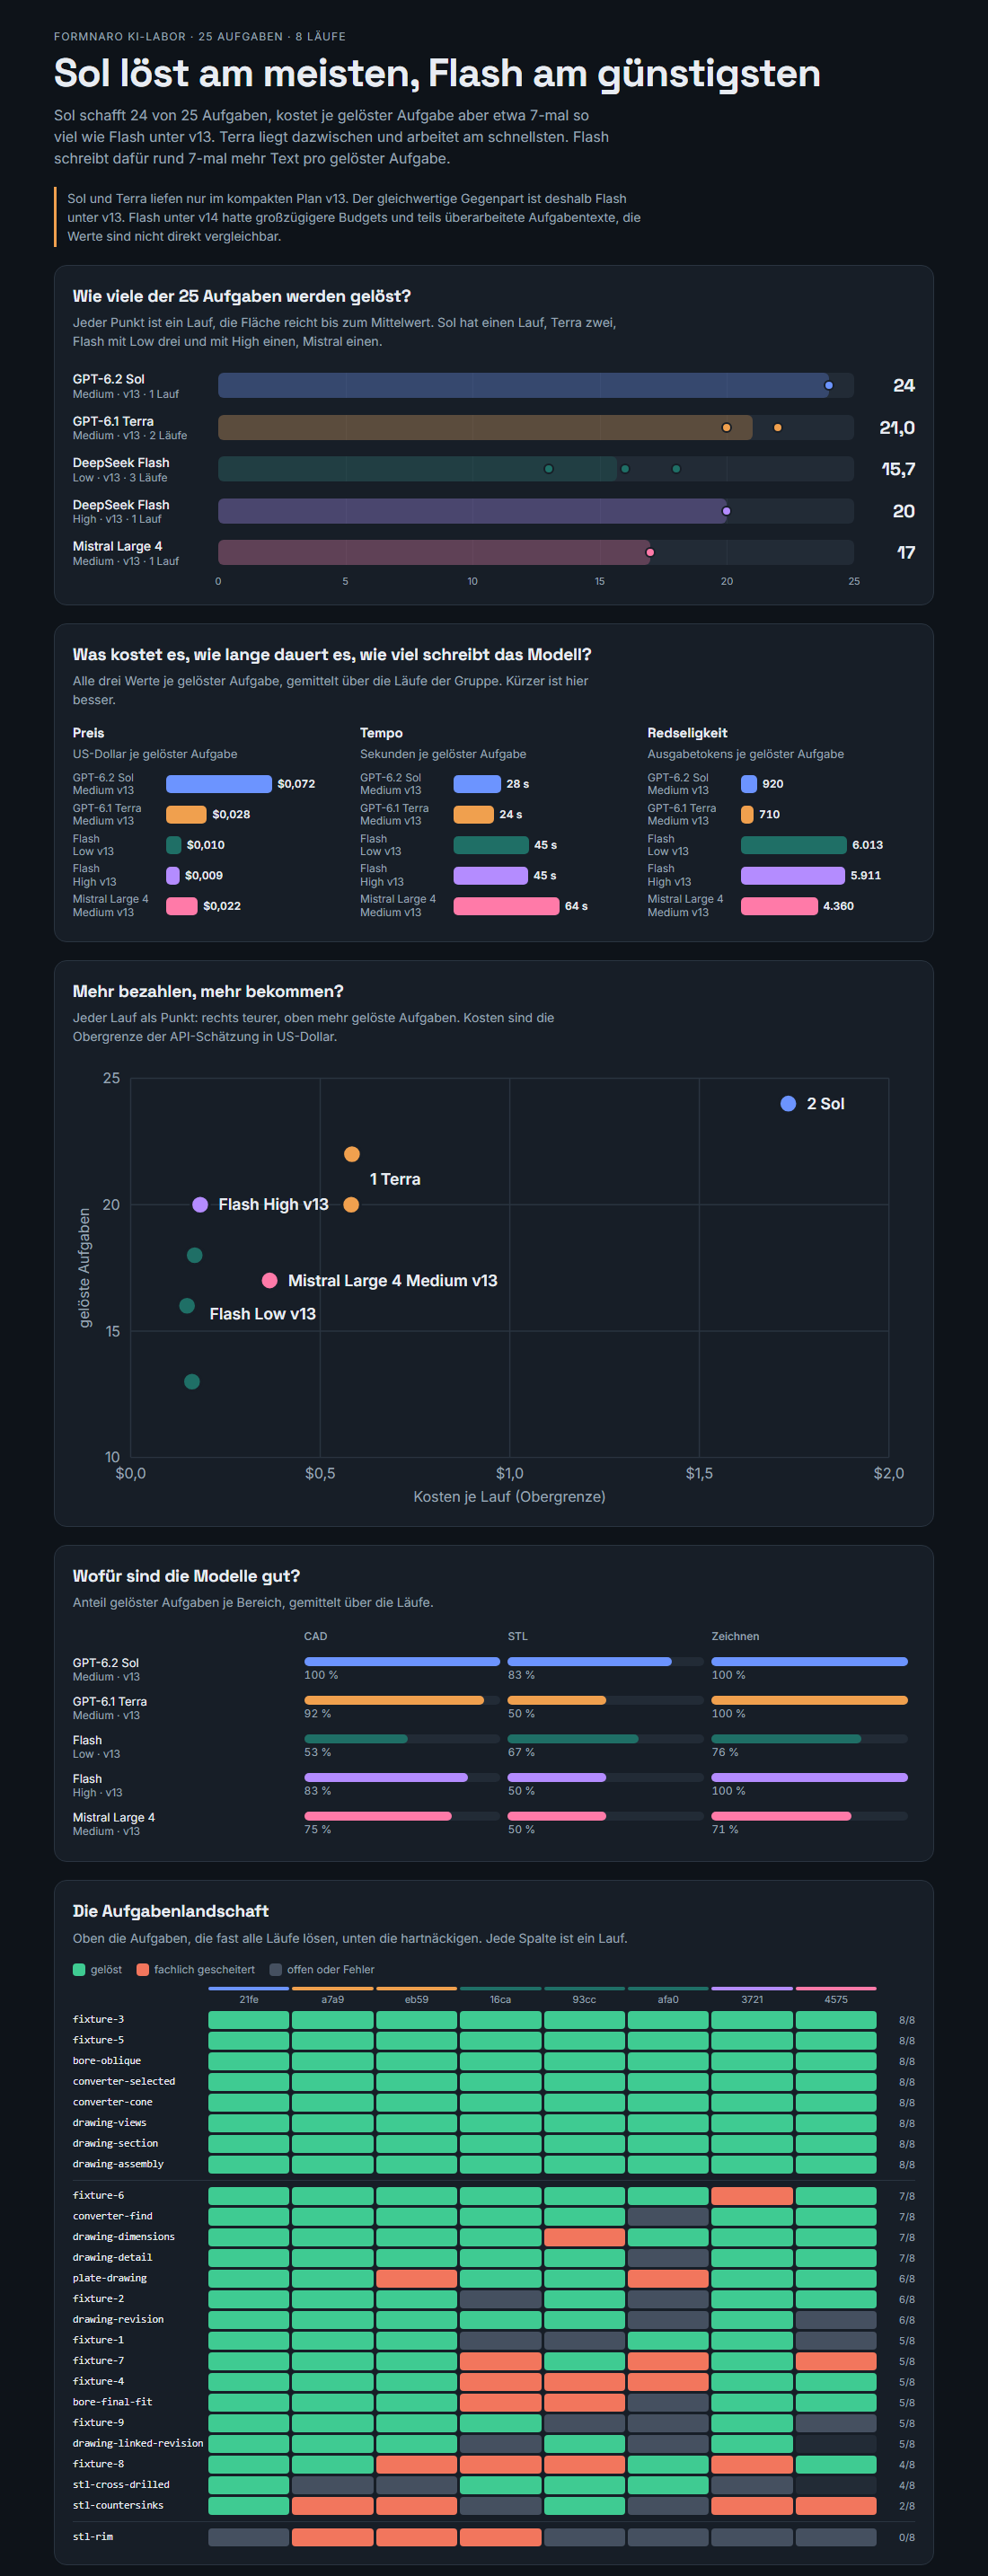 FORMNARO KI-LABOR · 25 AUFGABEN · 8 LÄUFE
Sol löst am meisten, Flash am günstigsten
Sol schafft 24 von 25 Aufgaben, kostet je gelöster Aufgabe aber etwa 7-mal so
viel wie Flash unter v13. Terra liegt dazwischen und arbeitet am schnellsten. Flash
schreibt dafür rund 7-mal mehr Text pro gelöster Aufgabe.
Sol und Terra liefen nur im kompakten Plan v13. Der gleichwertige Gegenpart ist deshalb Flash
unter v13. Flash unter v14 hatte großzügigere Budgets und teils überarbeitete Aufgabentexte, die
Werte sind nicht direkt vergleichbar.
Wie viele der 25 Aufgaben werden gelöst?
Jeder Punkt ist ein Lauf, die Fläche reicht bis zum Mittelwert. Sol hat einen Lauf, Terra zwei,
Flash mit Low drei und mit High einen, Mistral einen.
GPT-6.2 Sol
Medium · v13 · 1 Lauf
24
GPT-6.1 Terra
Medium · v13 · 2 Läufe
21,0
DeepSeek Flash
Low · v13 · 3 Läufe
15,7
DeepSeek Flash
High · v13 · 1 Lauf
20
Mistral Large 4
Medium · v13 · 1 Lauf
17
0 5 10 15 20 25
Was kostet es, wie lange dauert es, wie viel schreibt das Modell?
Alle drei Werte je gelöster Aufgabe, gemittelt über die Läufe der Gruppe. Kürzer ist hier
besser.
Preis
US-Dollar je gelöster Aufgabe
GPT-6.2 Sol
Medium v13
$0,072
GPT-6.1 Terra
Medium v13
$0,028
Flash
Low v13
$0,010
Flash
High v13
$0,009
Mistral Large 4
Medium v13
$0,022
Tempo
Sekunden je gelöster Aufgabe
GPT-6.2 Sol
Medium v13
28 s
GPT-6.1 Terra
Medium v13
24 s
Flash
Low v13
45 s
Flash
High v13
45 s
Mistral Large 4
Medium v13
64 s
Redseligkeit
Ausgabetokens je gelöster Aufgabe
GPT-6.2 Sol
Medium v13
920
GPT-6.1 Terra
Medium v13
710
Flash
Low v13
6.013
Flash
High v13
5.911
Mistral Large 4
Medium v13
4.360
Mehr bezahlen, mehr bekommen?
Jeder Lauf als Punkt: rechts teurer, oben mehr gelöste Aufgaben. Kosten sind die
Obergrenze der API-Schätzung in US-Dollar.
gelöste Aufgaben
25
20
15
10
2 Sol
1 Terra
Flash High v13
Mistral Large 4 Medium v13
Flash Low v13
$0,0 $0,5 $1,0 $1,5 $2,0
Kosten je Lauf (Obergrenze)
Wofür sind die Modelle gut?
Anteil gelöster Aufgaben je Bereich, gemittelt über die Läufe.
CAD STL Zeichnen
GPT-6.2 Sol
Medium · v13
100 % 83 % 100 %
GPT-6.1 Terra
Medium · v13
92 % 50 % 100 %
Flash
Low · v13
53 % 67 % 76 %
Flash
High · v13
83 % 50 % 100 %
Mistral Large 4
Medium · v13
75 % 50 % 71 %
Die Aufgabenlandschaft
Oben die Aufgaben, die fast alle Läufe lösen, unten die hartnäckigen. Jede Spalte ist ein Lauf.
gelöst fachlich gescheitert offen oder Fehler
21fe a7a9 eb59 16ca 93cc afa0 3721 4575
fixture-3 8/8
fixture-5 8/8
bore-oblique 8/8
converter-selected 8/8
converter-cone 8/8
drawing-views 8/8
drawing-section 8/8
drawing-assembly 8/8
fixture-6 7/8
converter-find 7/8
drawing-dimensions 7/8
drawing-detail 7/8
plate-drawing 6/8
fixture-2 6/8
drawing-revision 6/8
fixture-1 5/8
fixture-7 5/8
fixture-4 5/8
bore-final-fit 5/8
fixture-9 5/8
drawing-linked-revision 5/8
fixture-8 4/8
stl-cross-drilled 4/8
stl-countersinks 2/8
stl-rim 0/8